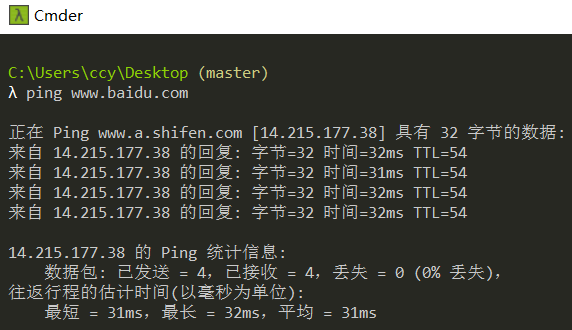 Cmder
C:\Users\ccy\Desktop (master)
λ ping www.baidu.com
正在 Ping www.a.shifen.com [14.215.177.38] 具有 32 字节的数据:
来自 14.215.177.38 的回复: 字节=32 时间=32ms TTL=54
来自 14.215.177.38 的回复: 字节=32 时间=31ms TTL=54
来自 14.215.177.38 的回复: 字节=32 时间=32ms TTL=54
来自 14.215.177.38 的回复: 字节=32 时间=32ms TTL=54
14.215.177.38 的 Ping 统计信息:
数据包: 已发送 = 4，已接收 = 4，丢失 = 0 (0% 丢失)，
往返行程的估计时间(以毫秒为单位):
最短 = 31ms，最长 = 32ms，平均 = 31ms